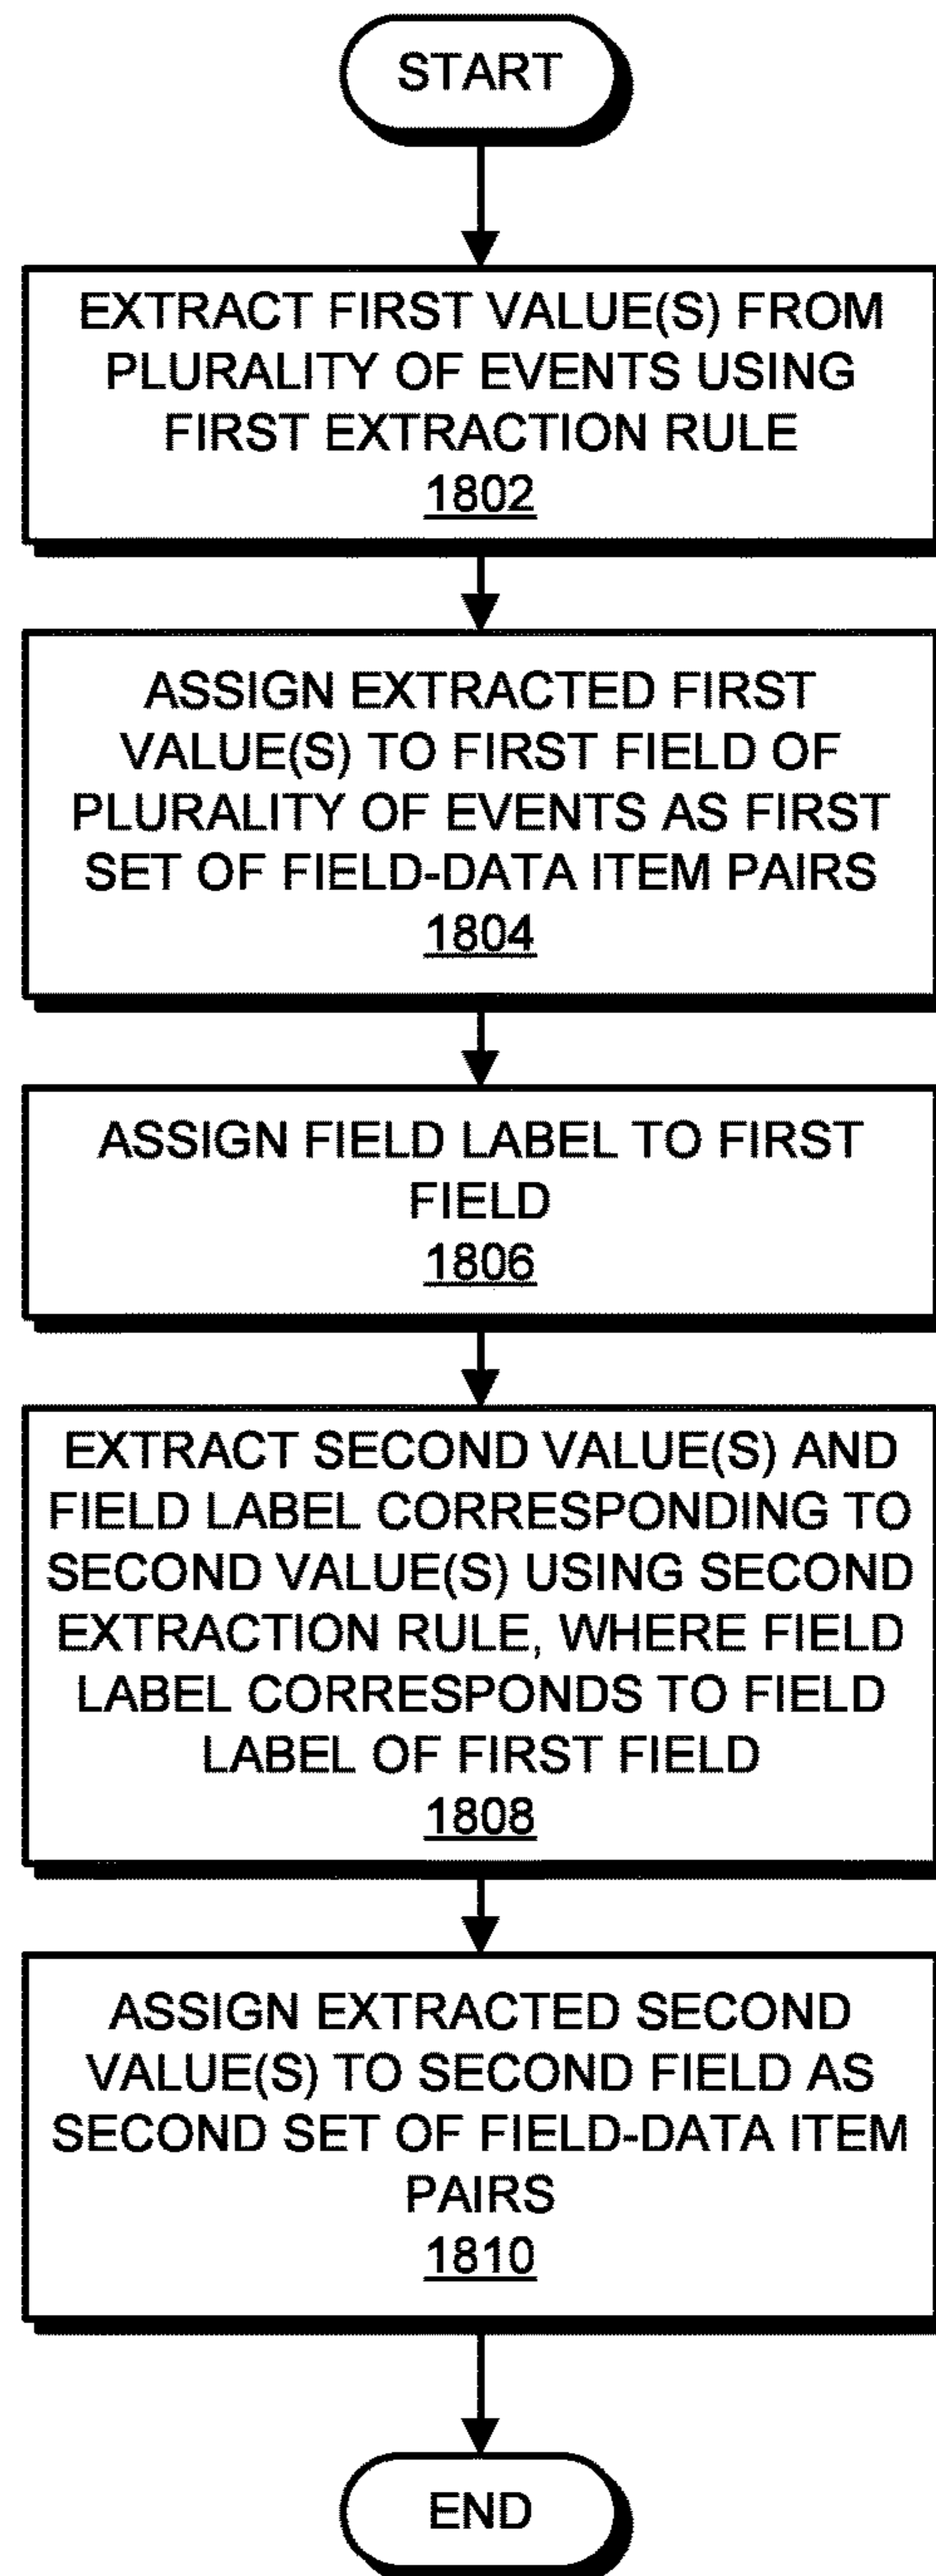 START
EXTRACT FIRST VALUE(S) FROM
PLURALITY OF EVENTS USING
FIRST EXTRACTION RULE
1802
ASSIGN EXTRACTED FIRST
VALUE(S) TO FIRST FIELD OF
PLURALITY OF EVENTS AS FIRST
SET OF FIELD-DATA ITEM PAIRS
1804
ASSIGN FIELD LABEL TO FIRST
FIELD
1806
EXTRACT SECOND VALUE(S) AND
FIELD LABEL CORRESPONDING TO
SECOND VALUE(S) USING SECOND
EXTRACTION RULE, WHERE FIELD
LABEL CORRESPONDS TO FIELD
LABEL OF FIRST FIELD
1808
ASSIGN EXTRACTED SECOND
VALUE(S) TO SECOND FIELD AS
SECOND SET OF FIELD-DATA ITEM
PAIRS
1810
END